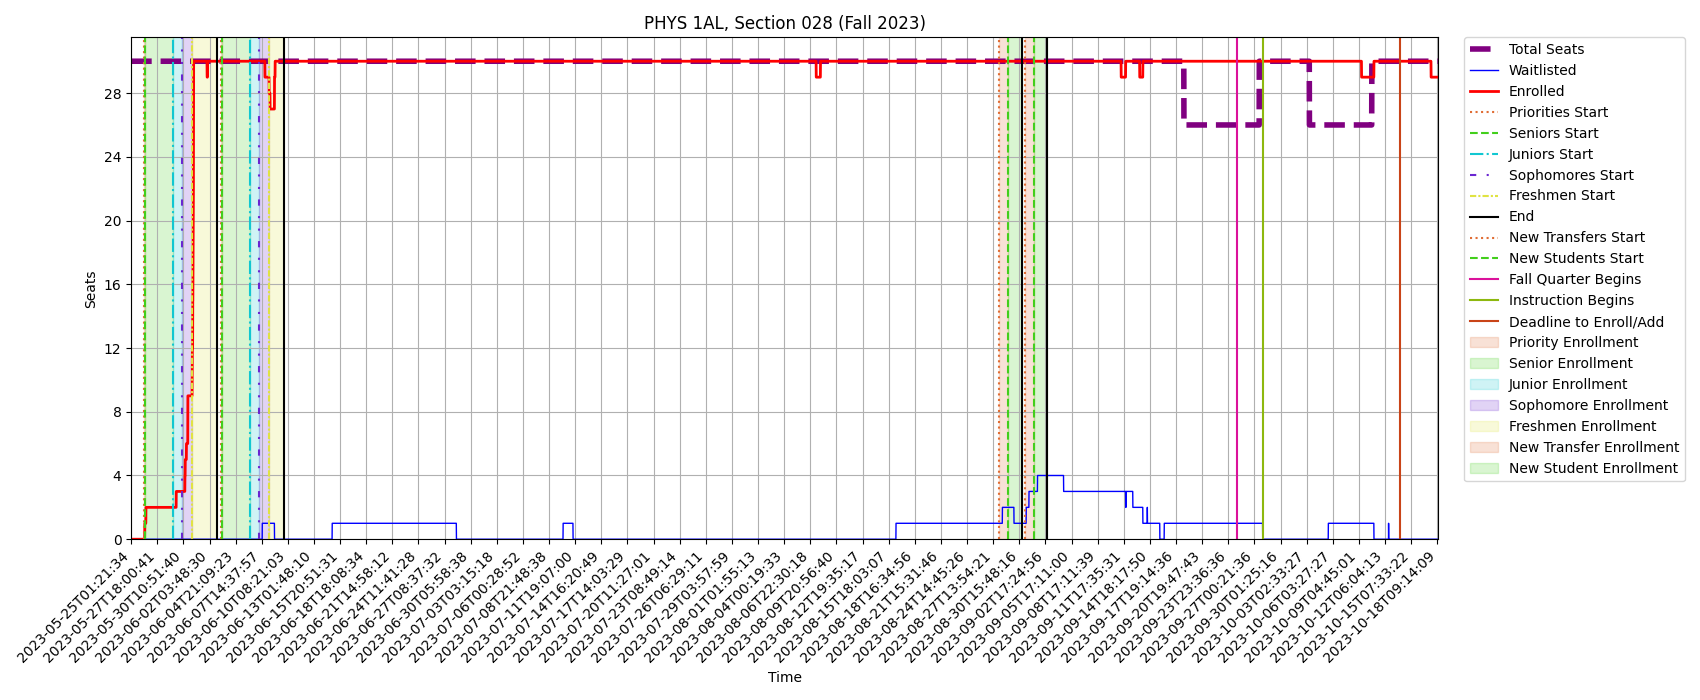 PHYS 1AL, Section 028 (Fall 2023)
Seats
28
24
20
16
12
8
4
0
2023-05-25T01:21:34
2023-05-27T18:00:41
2023-05-30T10:51:40
2023-06-02T03:48:30
2023-06-04T21:09:23
2023-06-07T14:37:57
2023-06-10T08:21:03
2023-06-13T01:48:10
2023-06-15T20:51:31
2023-06-18T18:08:34
2023-06-21T14:58:12
2023-06-24T11:41:28
2023-06-27T08:37:32
2023-06-30T05:58:38
2023-07-03T03:15:18
2023-07-06T00:28:52
2023-07-08T21:48:38
2023-07-11T19:07:00
2023-07-14T16:20:49
2023-07-17T14:03:29
2023-07-20T11:27:01
2023-07-23T08:49:14
2023-07-26T06:29:11
2023-07-29T03:57:59
2023-08-01T01:55:13
2023-08-04T00:19:33
2023-08-06T22:30:18
2023-08-09T20:56:40
2023-08-12T19:35:17
2023-08-15T18:03:07
2023-08-18T16:34:56
2023-08-21T15:31:46
2023-08-24T14:45:26
2023-08-27T13:54:21
2023-08-30T15:48:16
2023-09-02T17:24:56
2023-09-05T17:11:00
2023-09-08T17:11:39
2023-09-11T17:35:31
2023-09-14T18:17:50
2023-09-17T19:14:36
2023-09-20T19:47:43
2023-09-23T23:36:36
2023-09-27T00:21:36
2023-09-30T01:25:16
2023-10-03T02:33:27
2023-10-06T03:27:27
2023-10-09T04:45:01
2023-10-12T06:04:13
2023-10-15T07:33:22
2023-10-18T09:14:09
Time
Total Seats
Waitlisted
Enrolled
Priorities Start
Seniors Start
Juniors Start
Sophomores Start
Freshmen Start
End
New Transfers Start
New Students Start
Fall Quarter Begins
Instruction Begins
Deadline to Enroll/Add
Priority Enrollment
Senior Enrollment
Junior Enrollment
Sophomore Enrollment
Freshmen Enrollment
New Transfer Enrollment
New Student Enrollment